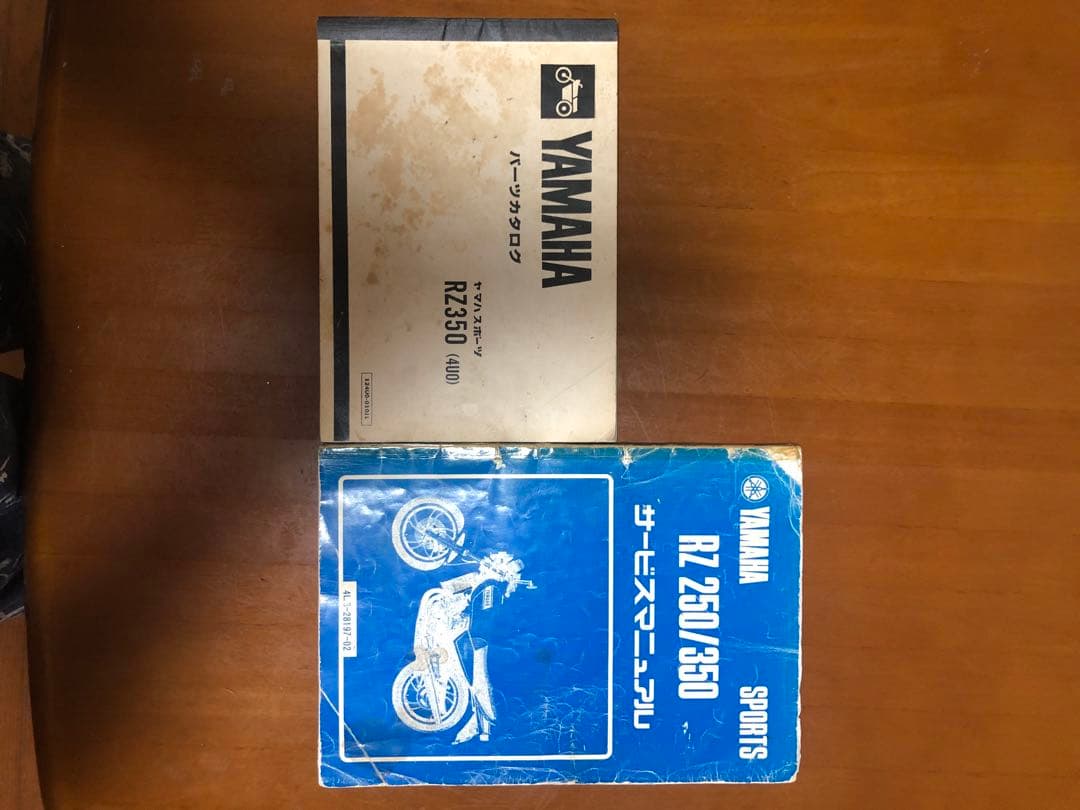 YAMAHA
パーツカタログ
ヤマハスポーツ
RZ350 (4U0)
YAMAHA SPORTS
RZ 250/350
サービスマニュアル
4L3-28197-02